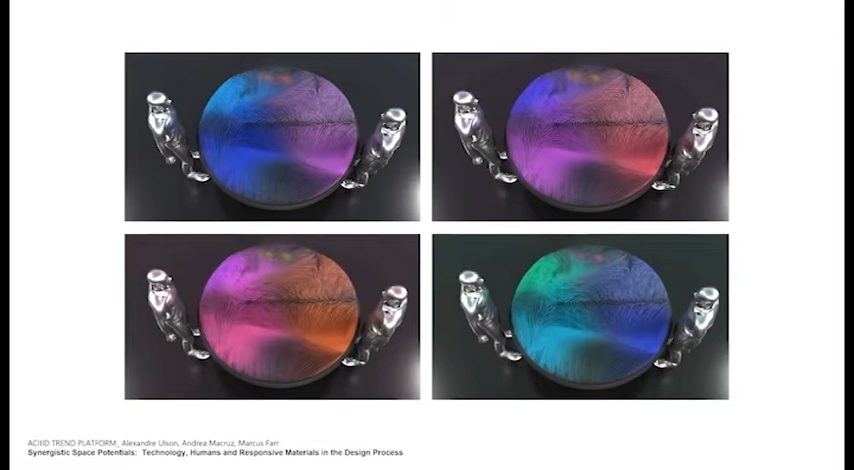 ACIIID TREND PLATFORM_ Alexandre Ulson, Andrea Macruz, Marcus Farr
Synergistic Space Potentials: Technology, Humans and Responsive Materials in the Design Process